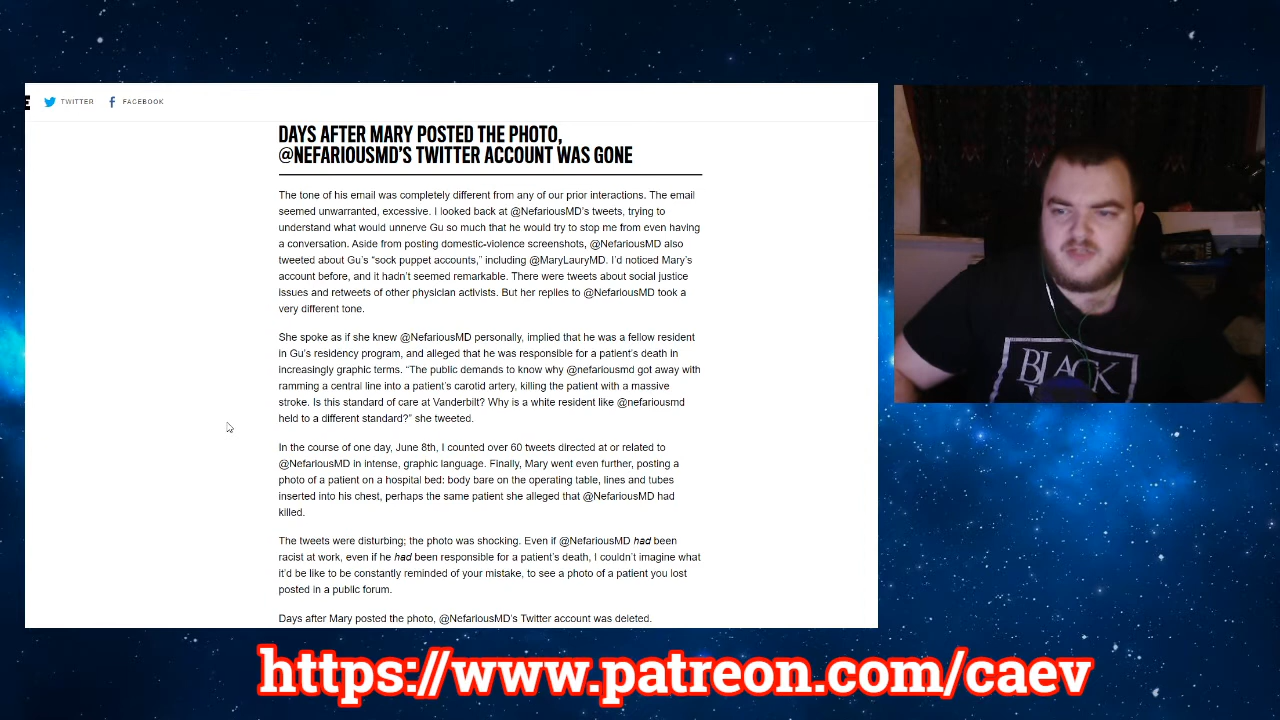 E TWITTER FACEBOOK
DAYS AFTER MARY POSTED THE PHOTO,
@NEFARIOUSMD'S TWITTER ACCOUNT WAS GONE
The tone of his email was completely different from any of our prior interactions. The email
seemed unwarranted, excessive. I looked back at @NefariousMD's tweets, trying to
understand what would unnerve Gu so much that he would try to stop me from even having
a conversation. Aside from posting domestic-violence screenshots, @NefariousMD also
tweeted about Gu's “sock puppet accounts,” including @MaryLauryMD. I'd noticed Mary's
account before, and it hadn't seemed remarkable. There were tweets about social justice
issues and retweets of other physician activists. But her replies to @NefariousMD took a
very different tone.
She spoke as if she knew @NefariousMD personally, implied that he was a fellow resident
in Gu's residency program, and alleged that he was responsible for a patient's death in
increasingly graphic terms. “The public demands to know why @nefariousmd got away with
ramming a central line into a patient's carotid artery, killing the patient with a massive
stroke. Is this standard of care at Vanderbilt? Why is a white resident like @nefariousmd
held to a different standard?” she tweeted.
In the course of one day, June 8th, I counted over 60 tweets directed at or related to
@NefariousMD in intense, graphic language. Finally, Mary went even further, posting a
photo of a patient on a hospital bed: body bare on the operating table, lines and tubes
inserted into his chest, perhaps the same patient she alleged that @NefariousMD had
killed.
The tweets were disturbing; the photo was shocking. Even if @NefariousMD had been
racist at work, even if he had been responsible for a patient's death, I couldn't imagine what
it'd be like to be constantly reminded of your mistake, to see a photo of a patient you lost
posted in a public forum.
Days after Mary posted the photo, @NefariousMD's Twitter account was deleted.
BLACK
https://www.patreon.com/caev